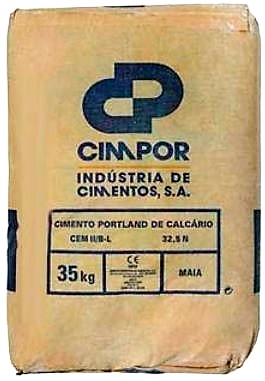 CIMPOR
INDÚSTRIA DE
CIMENTOS, S.A.
CIMENTO PORTLAND DE CALCÁRIO
CEM II/B-L 32,5 N
35kg CE MAIA